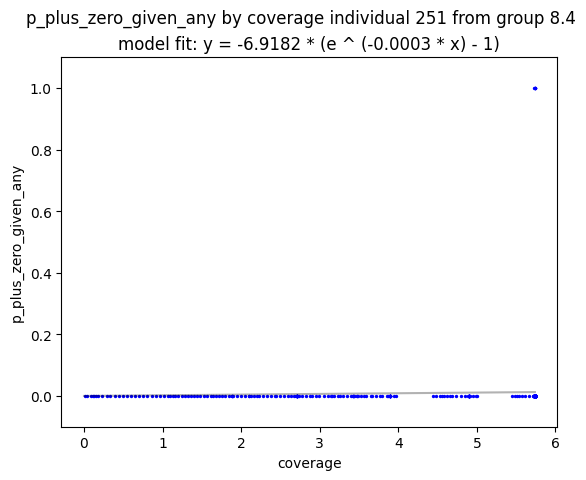 p_plus_zero_given_any by coverage individual 251 from group 8.4
model fit: y = -6.9182 * (e ^ (-0.0003 * x) - 1)
1.0
0.8
0.6
0.4
0.2
0.0
p_plus_zero_given_any
0 1 2 3 4 5 6
coverage